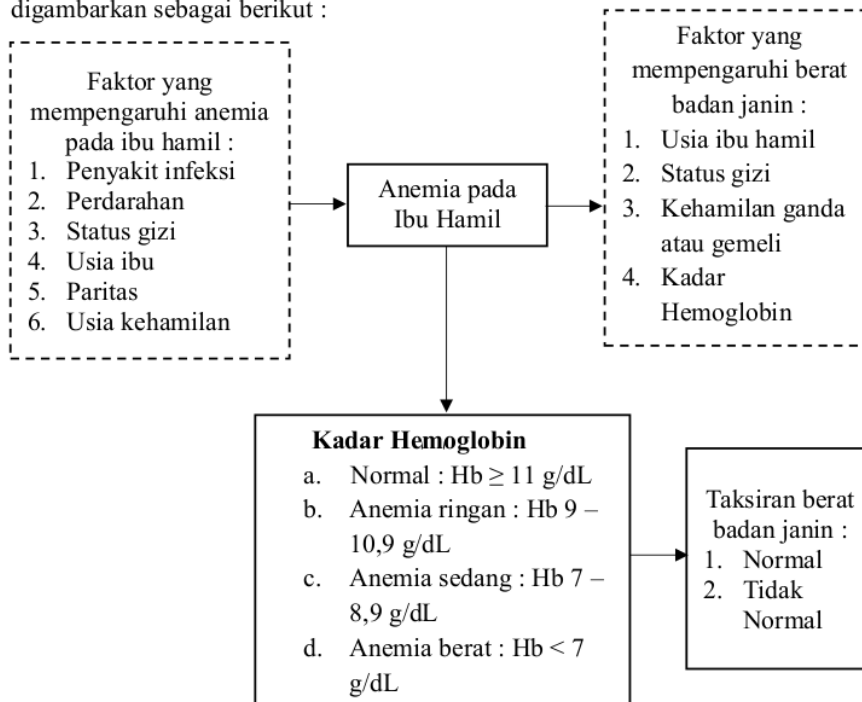 digambarkan sebagai berikut :
Faktor yang
mempengaruhi anemia
pada ibu hamil :
1. Penyakit infeksi
2. Perdarahan
3. Status gizi
4. Usia ibu
5. Paritas
6. Usia kehamilan
Anemia pada
Ibu Hamil
Faktor yang
mempengaruhi berat
badan janin :
1. Usia ibu hamil
2. Status gizi
3. Kehamilan ganda
atau gemeli
4. Kadar
Hemoglobin
Kadar Hemoglobin
a. Normal : Hb ≥ 11 g/dL
b. Anemia ringan : Hb 9 –
10,9 g/dL
c. Anemia sedang : Hb 7 –
8,9 g/dL
d. Anemia berat : Hb < 7
g/dL
Taksiran berat
badan janin :
1. Normal
2. Tidak
Normal